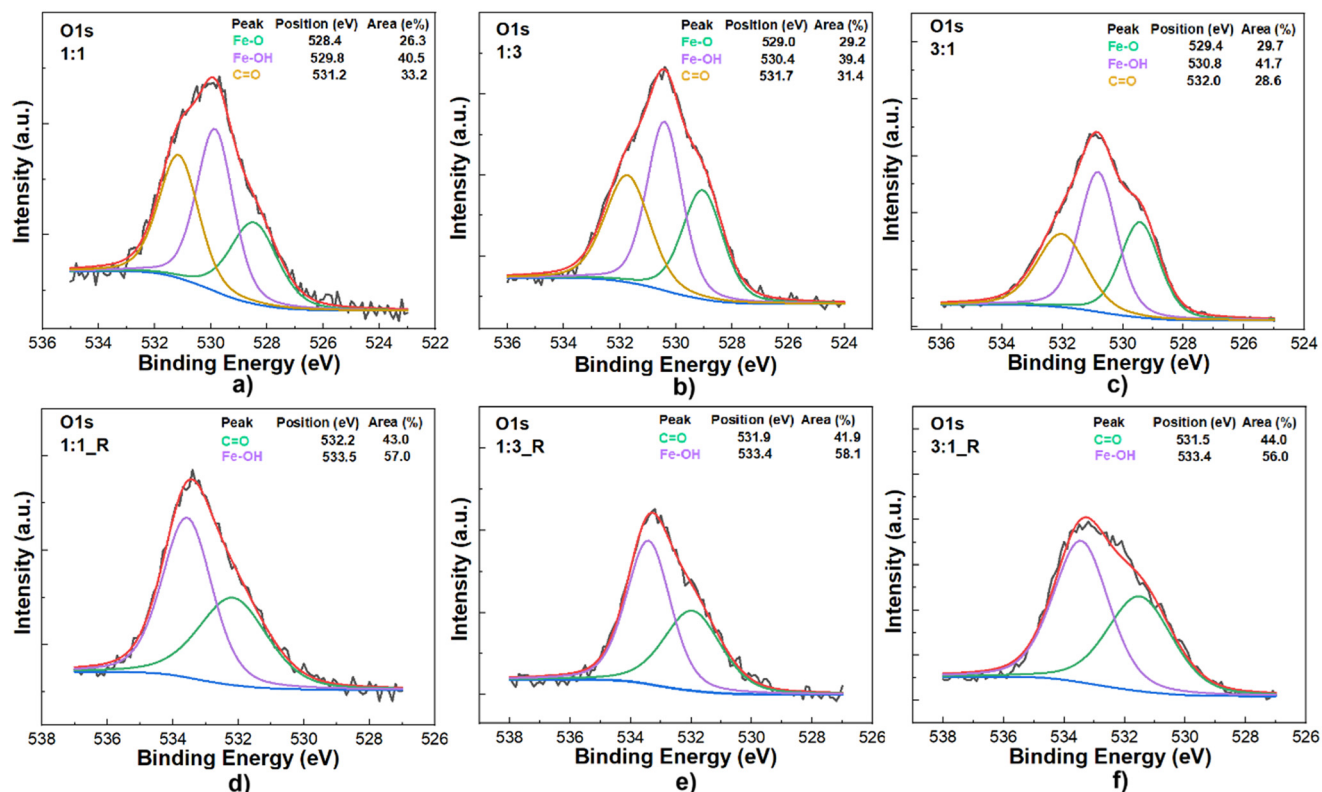 O1s
1:1
Peak Position (eV) Area (e%)
Fe-O 528.4 26.3
Fe-OH 529.8 40.5
C=O 531.2 33.2
Intensity (a.u.)
536 534 532 530 528 526 524 522
Binding Energy (eV)
a)
O1s
1:3
Peak Position (eV) Area (%)
Fe-O 529.0 29.2
Fe-OH 530.4 39.4
C=O 531.7 31.4
Intensity (a.u.)
536 534 532 530 528 526 524
Binding Energy (eV)
b)
O1s
3:1
Peak Position (eV) Area (%)
Fe-O 529.4 29.7
Fe-OH 530.8 41.7
C=O 532.0 28.6
Intensity (a.u.)
536 534 532 530 528 526 524
Binding Energy (eV)
c)
O1s
1:1_R
Peak Position (eV) Area (%)
C=O 532.2 43.0
Fe-OH 533.5 57.0
Intensity (a.u.)
538 536 534 532 530 528 526
Binding Energy (eV)
d)
O1s
1:3_R
Peak Position (eV) Area (%)
C=O 531.9 41.9
Fe-OH 533.4 58.1
Intensity (a.u.)
538 536 534 532 530 528 526
Binding Energy (eV)
e)
O1s
3:1_R
Peak Position (eV) Area (%)
C=O 531.5 44.0
Fe-OH 533.4 56.0
Intensity (a.u.)
538 536 534 532 530 528 526
Binding Energy (eV)
f)